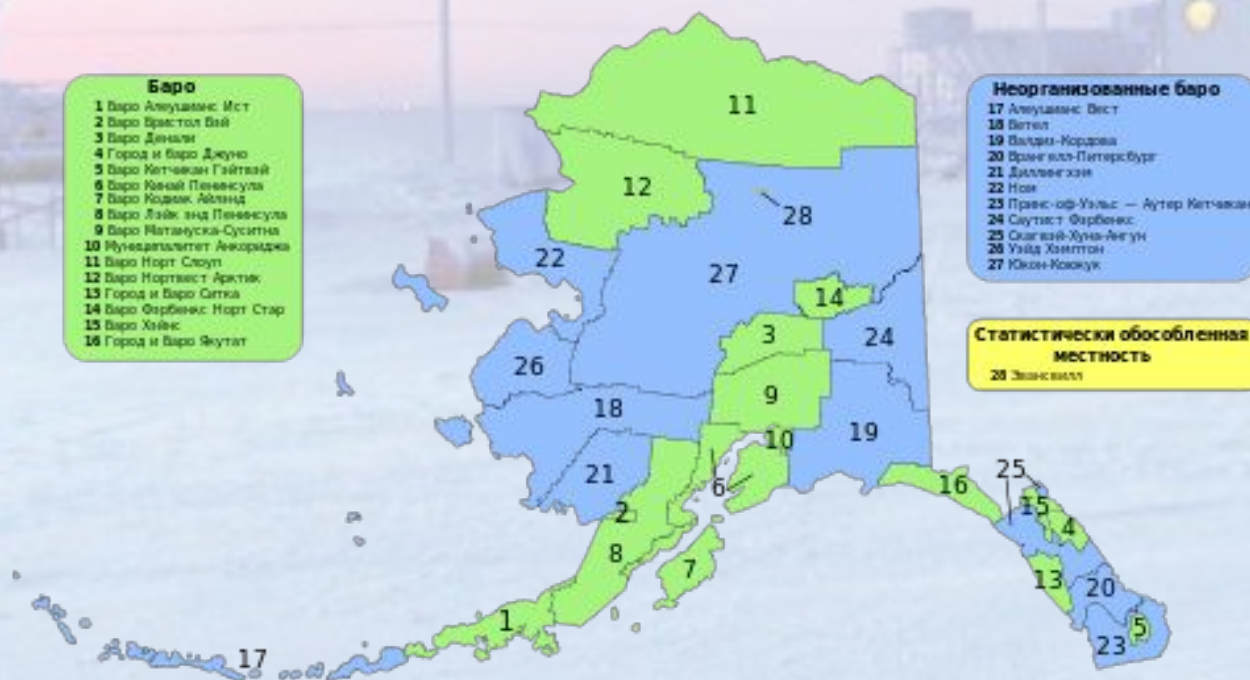 Баро
1 Баро Алеушианс Ист
2 Баро Бристол Бэй
3 Баро Денали
4 Город и баро Джуно
5 Баро Кетчикан Гэйтвэй
6 Баро Кинай Пенинсула
7 Баро Кодиак Айлэнд
8 Баро Лэйк энд Пенинсула
9 Баро Матануска-Суситна
10 Муниципалитет Анкоридж
11 Баро Норт Слоуп
12 Баро Нортвест Арктик
13 Город и Баро Ситка
14 Баро Фэрбенкс Норт Стар
15 Баро Хэйнс
16 Город и Баро Якутат
Неорганизованные баро
17 Алеушианс Вест
18 Бетел
19 Валдиз-Кордова
20 Врангелл-Питерсбург
21 Диллингхэм
22 Ном
23 Принс-оф-Уэльс — Аутер Кетчикан
24 Саутист Фэрбенкс
25 Скагвэй-Хуна-Ангун
26 Уэйд Хэмптон
27 Юкон-Коюкук
Статистически обособленная
местность
28 Эвансвилл
11
12
28
22
27
14
3
24
26
9
18
10
19
21
25
6
16
2
15
4
8
7
13
20
1
5
23
17